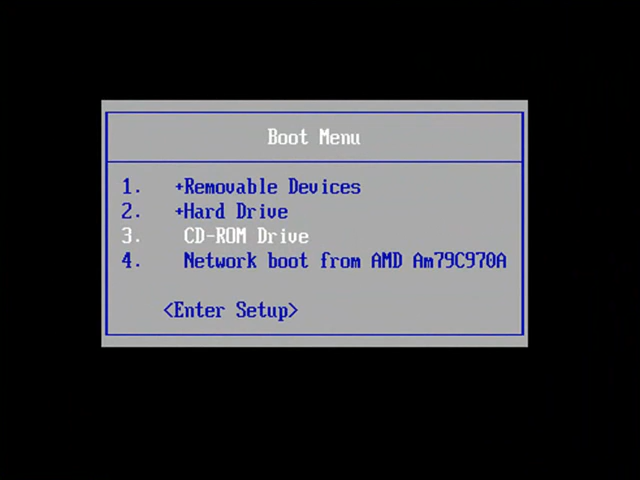 Boot Menu
1. +Removable Devices
2. +Hard Drive
3. CD-ROM Drive
4. Network boot from AMD Am79C970A
<Enter Setup>